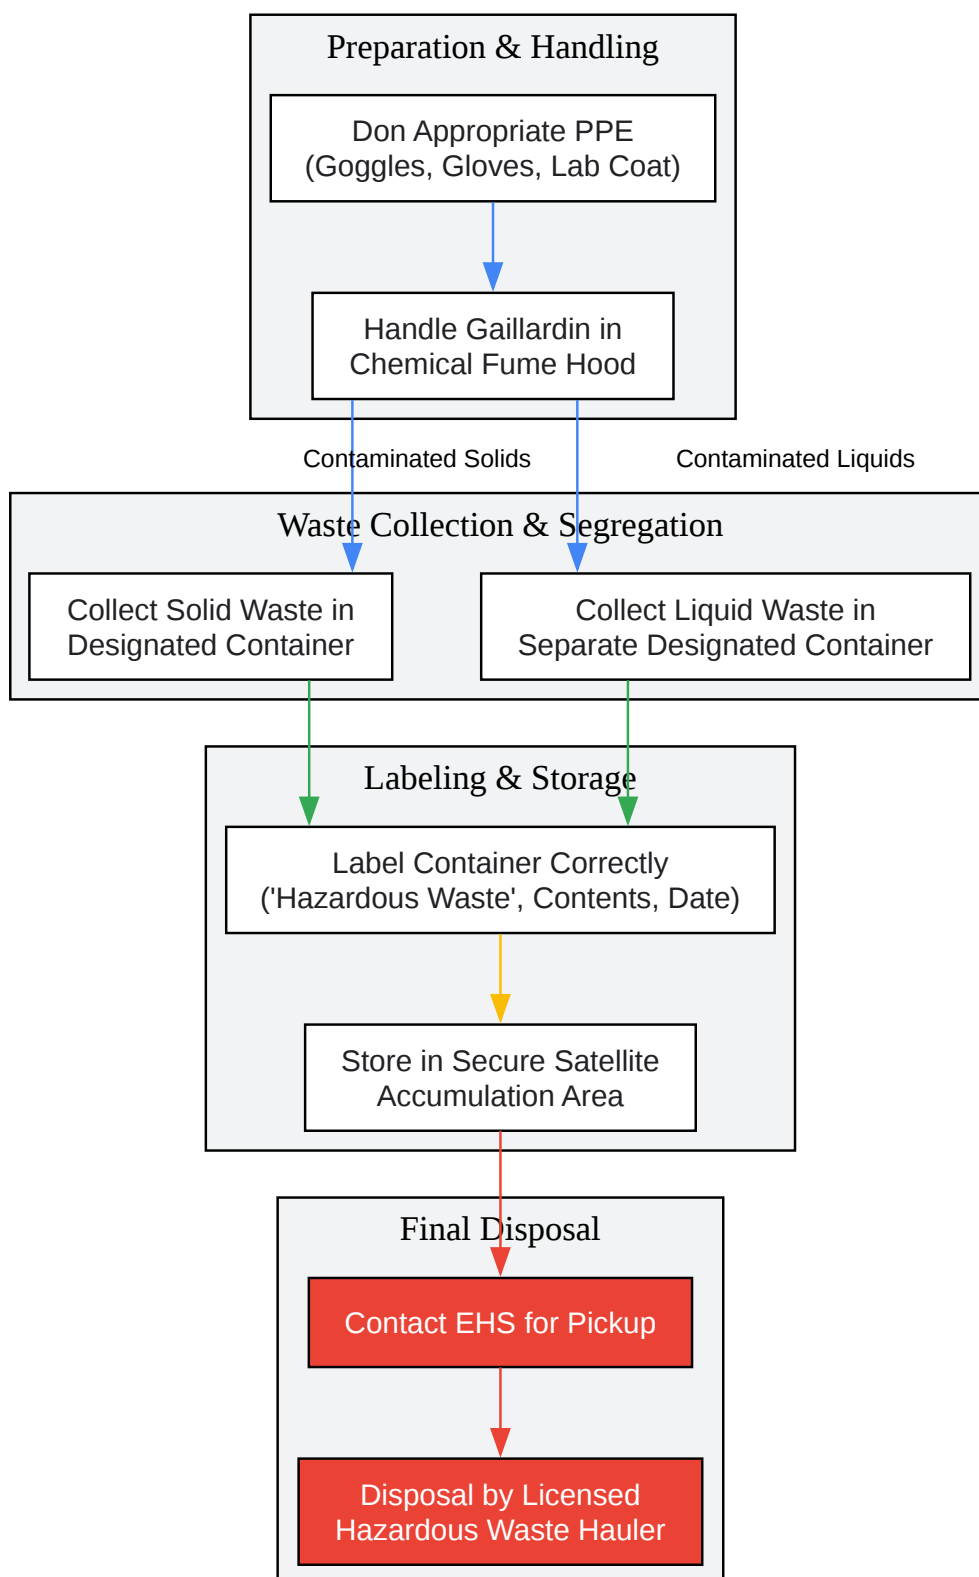 Preparation & Handling
Don Appropriate PPE
(Goggles, Gloves, Lab Coat)
Handle Gaillardin in
Chemical Fume Hood
Contaminated Solids
Contaminated Liquids
Waste Collection & Segregation
Collect Solid Waste in
Designated Container
Collect Liquid Waste in
Separate Designated Container
Labeling & Storage
Label Container Correctly
('Hazardous Waste', Contents, Date)
Store in Secure Satellite
Accumulation Area
Final Disposal
Contact EHS for Pickup
Disposal by Licensed
Hazardous Waste Hauler